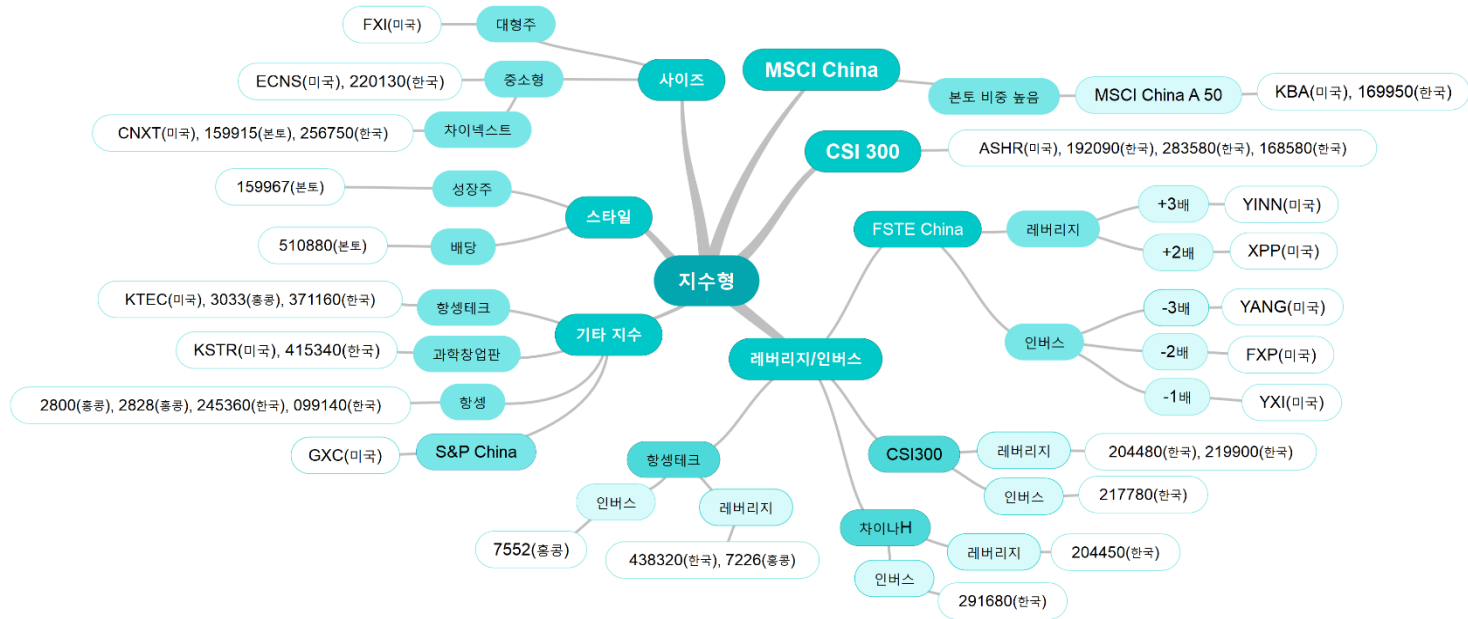 지수형
사이즈
대형주
FXI(미국)
중소형
ECNS(미국), 220130(한국)
차이넥스트
CNXT(미국), 159915(본토), 256750(한국)
스타일
성장주
159967(본토)
배당
510880(본토)
기타 지수
항셍테크
KTEC(미국), 3033(홍콩), 371160(한국)
과학창업판
KSTR(미국), 415340(한국)
항셍
2800(홍콩), 2828(홍콩), 245360(한국), 099140(한국)
S&P China
GXC(미국)
MSCI China
본토 비중 높음
MSCI China A 50
KBA(미국), 169950(한국)
CSI 300
ASHR(미국), 192090(한국), 283580(한국), 168580(한국)
레버리지/인버스
FSTE China
레버리지
+3배
YINN(미국)
+2배
XPP(미국)
인버스
-3배
YANG(미국)
-2배
FXP(미국)
-1배
YXI(미국)
CSI300
레버리지
204480(한국), 219900(한국)
인버스
217780(한국)
차이나H
레버리지
204450(한국)
인버스
291680(한국)
항셍테크
인버스
7552(홍콩)
레버리지
438320(한국), 7226(홍콩)